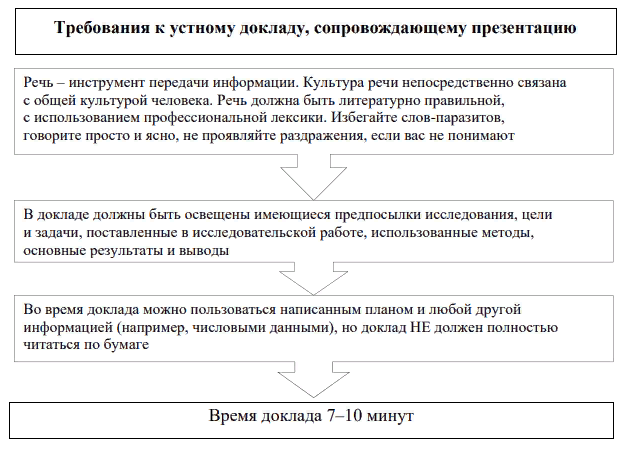 Требования к устному докладу, сопровождающему презентацию
Речь – инструмент передачи информации. Культура речи непосредственно связана
с общей культурой человека. Речь должна быть литературно правильной,
с использованием профессиональной лексики. Избегайте слов-паразитов,
говорите просто и ясно, не проявляйте раздражения, если вас не понимают
В докладе должны быть освещены имеющиеся предпосылки исследования, цели
и задачи, поставленные в исследовательской работе, использованные методы,
основные результаты и выводы
Во время доклада можно пользоваться написанным планом и любой другой
информацией (например, числовыми данными), но доклад НЕ должен полностью
читаться по бумаге
Время доклада 7–10 минут